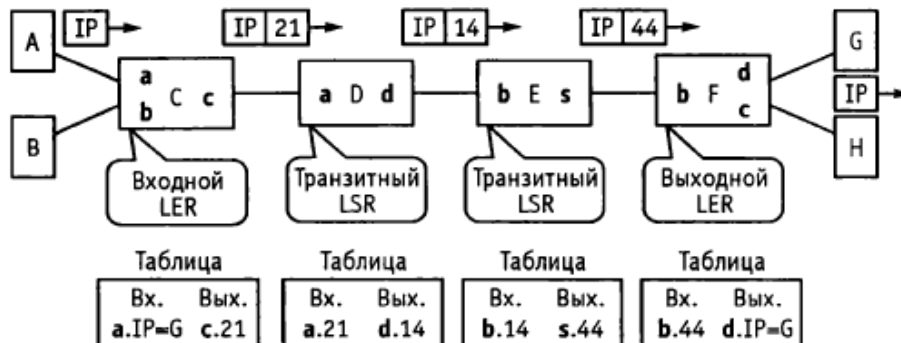 IP IP 21 IP 14 IP 44
A G
a b C c a D d b E s b F d c
IP
B H
Входной LER
Транзитный LSR
Транзитный LSR
Выходной LER
Таблица Таблица Таблица Таблица
Вх. Вых. Вх. Вых. Вх. Вых. Вх. Вых.
a.IP=G c.21 a.21 d.14 b.14 s.44 b.44 d.IP=G